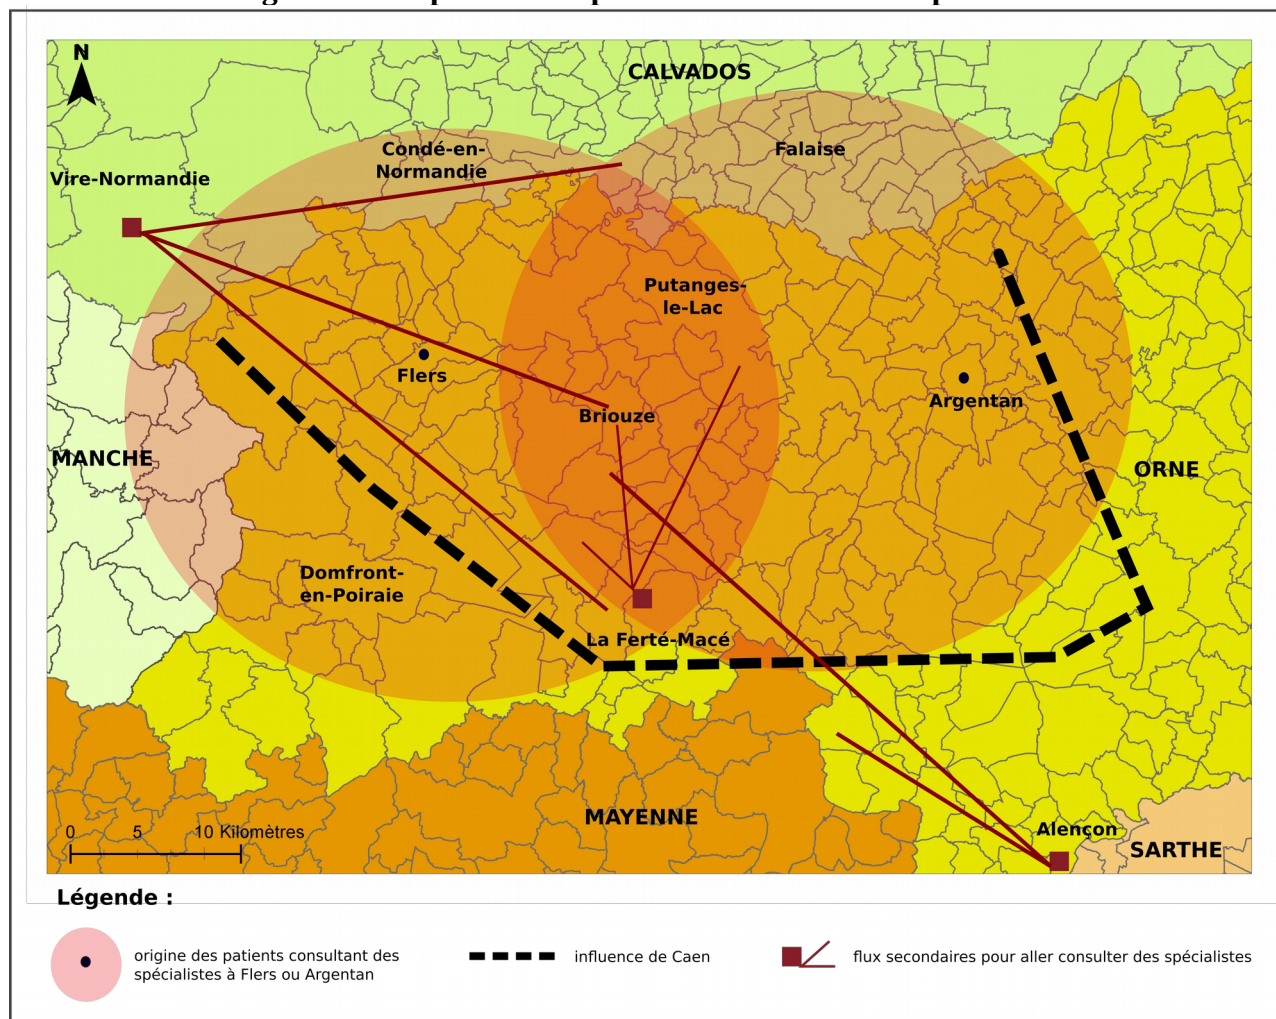 N
CALVADOS
Condé-en-
Normandie
Falaise
Vire-Normandie
Putanges-
le-Lac
Flers
Argentan
Briouze
MANCHE
ORNE
Domfront-
en-Poiraie
La Ferté-Macé
MAYENNE
Alençon
SARTHE
0 5 10 Kilomètres
Légende :
origine des patients consultant des
spécialistes à Flers ou Argentan
influence de Caen
flux secondaires pour aller consulter des spécialistes